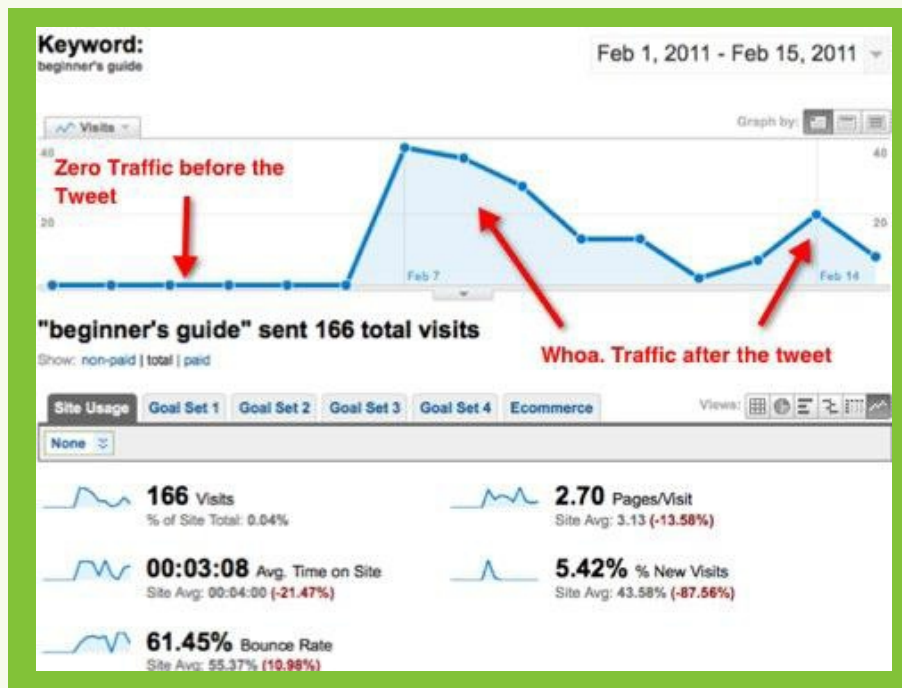 Keyword:
beginner's guide
Feb 1, 2011 - Feb 15, 2011
Visits
Graph by:
40
40
Zero Traffic before the
Tweet
20
20
Feb 7
Feb 14
"beginner's guide" sent 166 total visits
Whoa. Traffic after the tweet
Show: non-paid | total | paid
Site Usage Goal Set 1 Goal Set 2 Goal Set 3 Goal Set 4 Ecommerce Views:
None
166 Visits
% of Site Total: 0.04%
2.70 Pages/Visit
Site Avg: 3.13 (-13.58%)
00:03:08 Avg. Time on Site
Site Avg: 00:04:00 (-21.47%)
5.42% % New Visits
Site Avg: 43.58% (-87.56%)
61.45% Bounce Rate
Site Avg: 55.37% (10.98%)